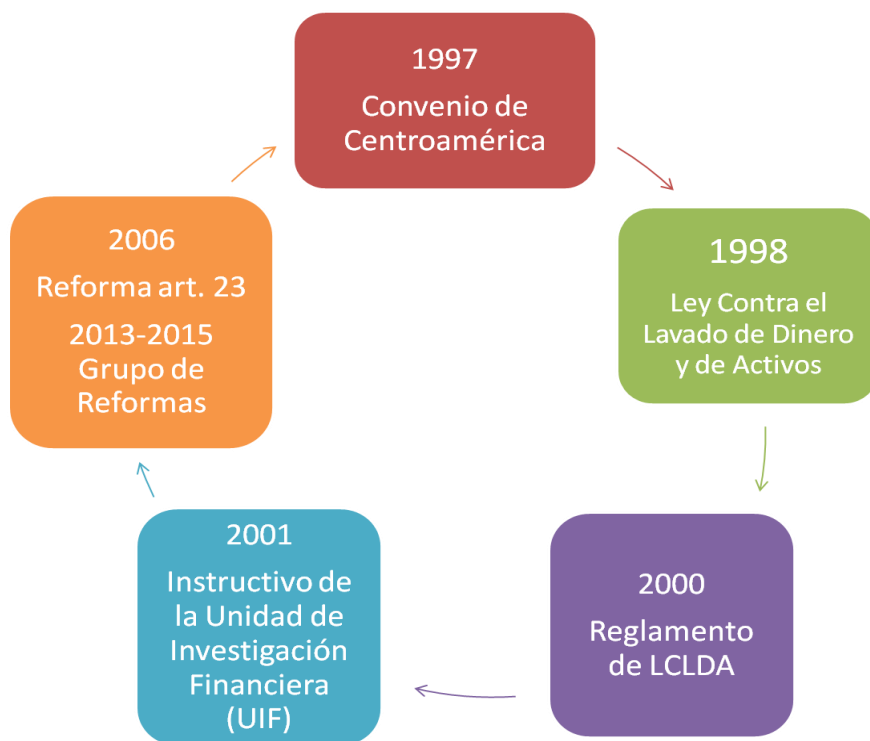 1997
Convenio de
Centroamérica
1998
Ley Contra el
Lavado de Dinero
y de Activos
2000
Reglamento
de LCLDA
2001
Instructivo de
la Unidad de
Investigación
Financiera
(UIF)
2006
Reforma art. 23
2013-2015
Grupo de
Reformas